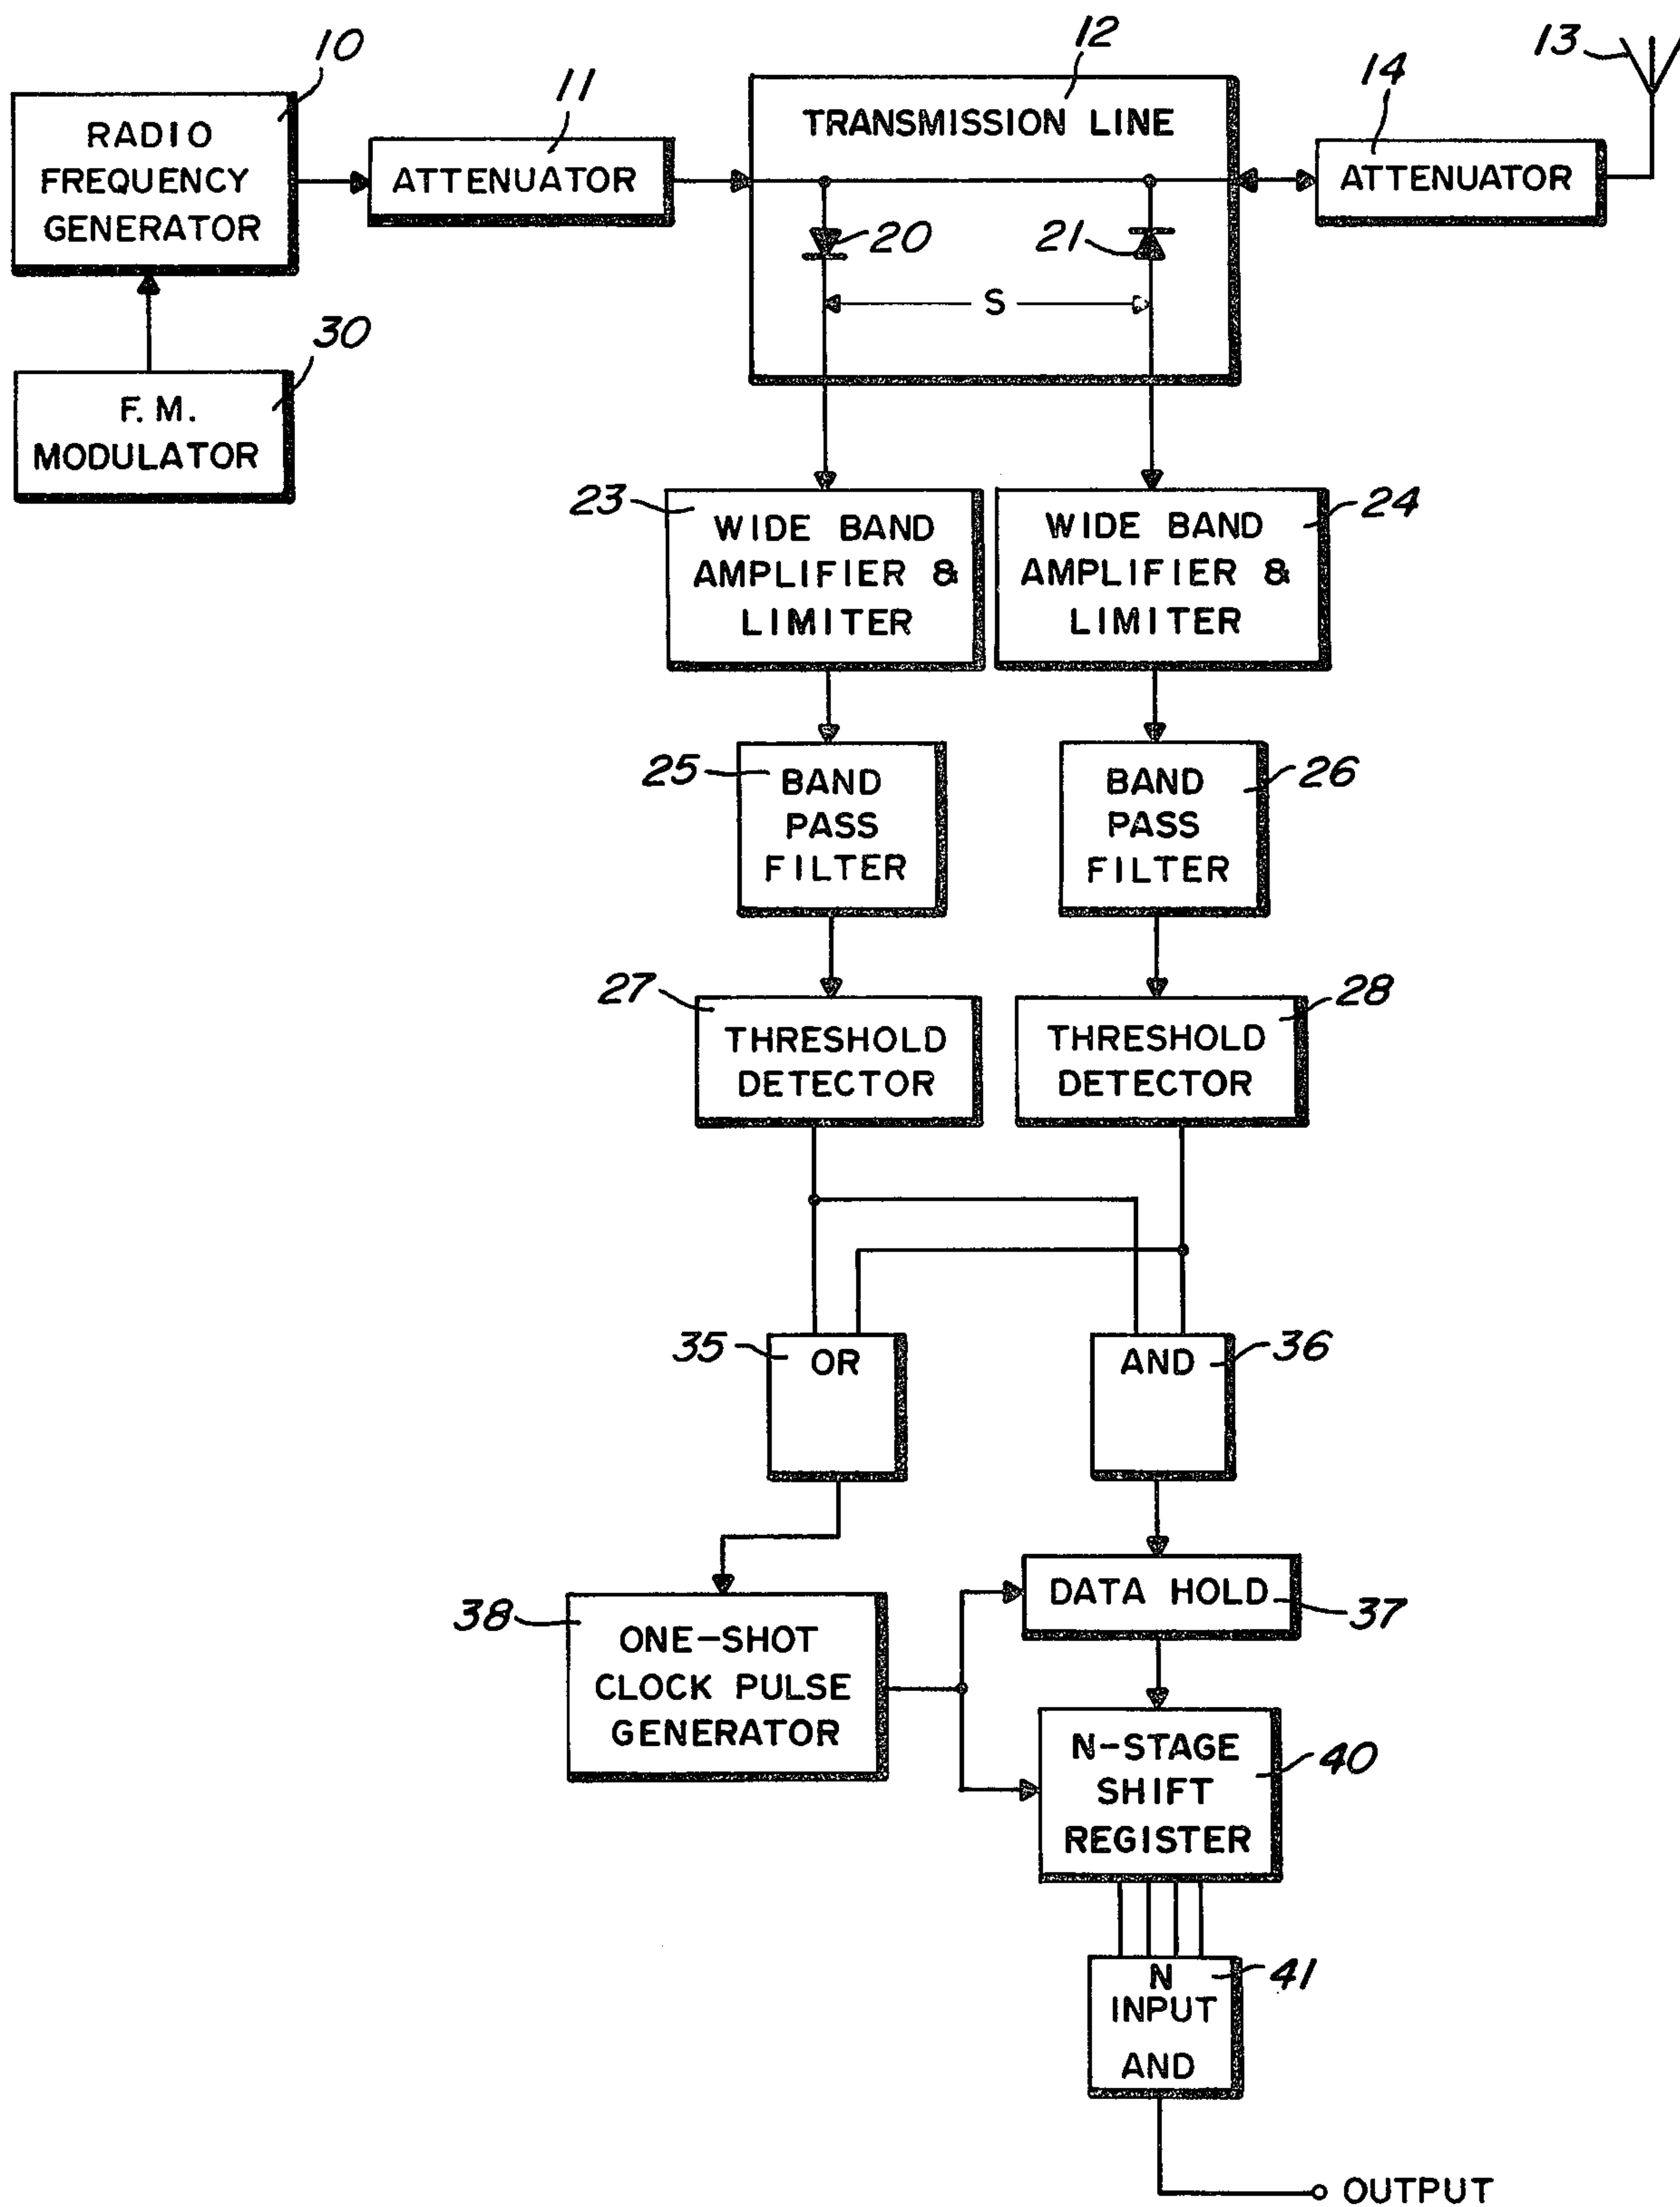 10
RADIO
FREQUENCY
GENERATOR
11
ATTENUATOR
12
TRANSMISSION LINE
20
21
S
13
14
ATTENUATOR
30
F. M.
MODULATOR
23
WIDE BAND
AMPLIFIER &
LIMITER
24
WIDE BAND
AMPLIFIER &
LIMITER
25
BAND
PASS
FILTER
26
BAND
PASS
FILTER
27
THRESHOLD
DETECTOR
28
THRESHOLD
DETECTOR
35
OR
36
AND
38
ONE-SHOT
CLOCK PULSE
GENERATOR
DATA HOLD
37
N-STAGE
SHIFT
REGISTER
40
N
INPUT
AND
41
OUTPUT